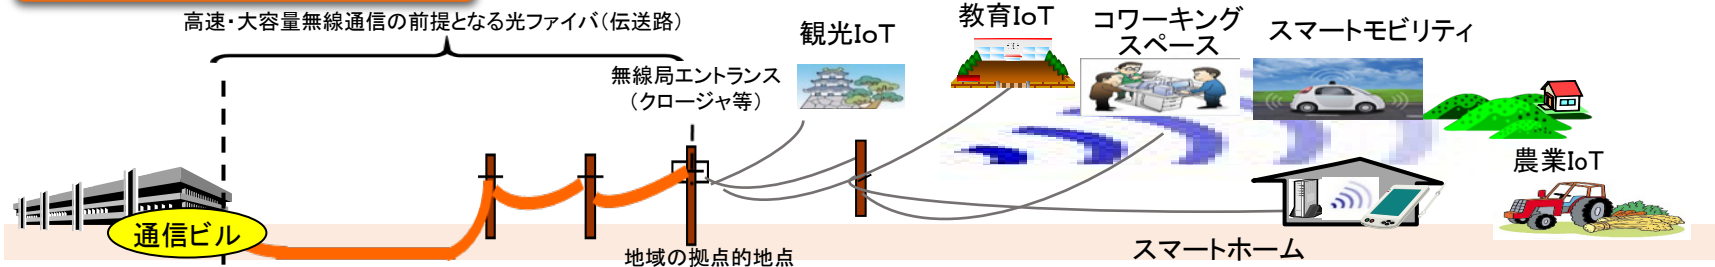 高速・大容量無線通信の前提となる光ファイバ(伝送路)
無線局エントランス
(クロージャ等)
観光IoT
教育IoT
コワーキング
スペース
スマートモビリティ
農業IoT
通信ビル
地域の拠点的地点
スマートホーム